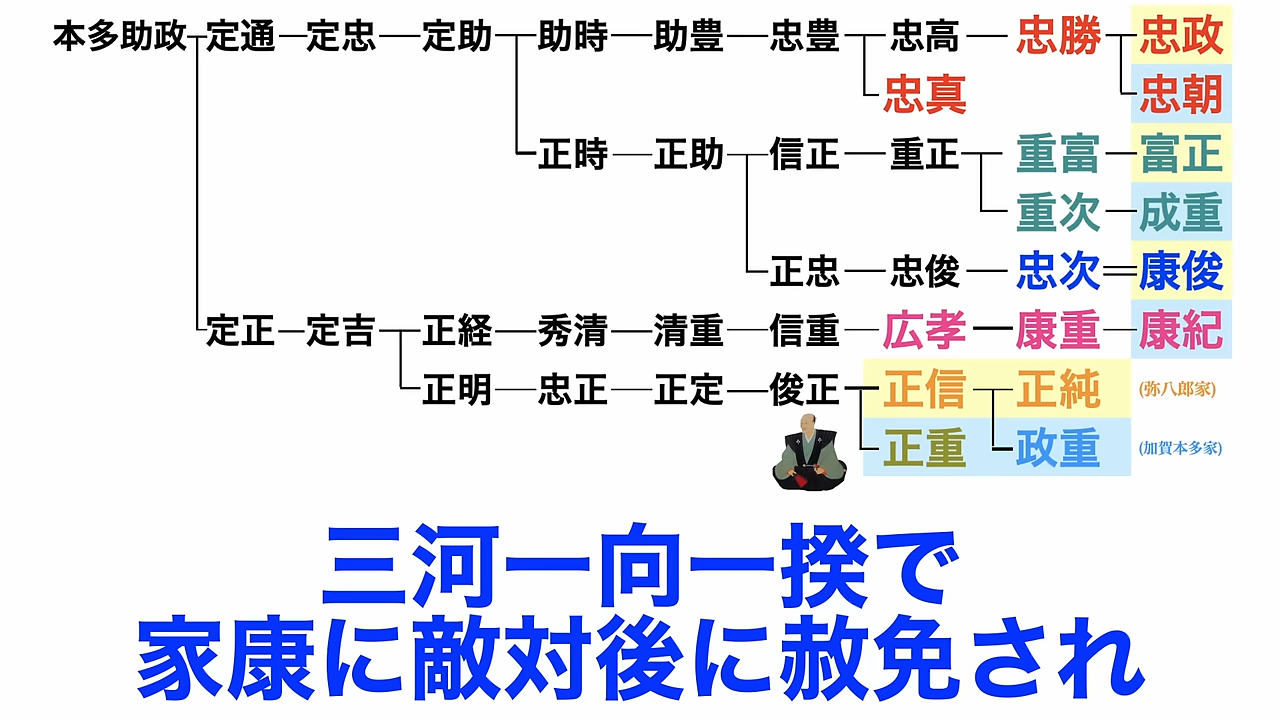 本多助政 定通 定忠 定助 助時 助豊 忠豊 忠高 忠勝 忠政
忠真 忠朝
正時 正助 信正 重正 重富 富正
重次 成重
正忠 忠俊 忠次 康俊
定正 定吉 正経 秀清 清重 信重 広孝 康重 康紀
正明 忠正 正定 俊正 正信 正純 (弥八郎家)
正重 政重 (加賀本多家)
三河一向一揆で
家康に敵対後に赦免され